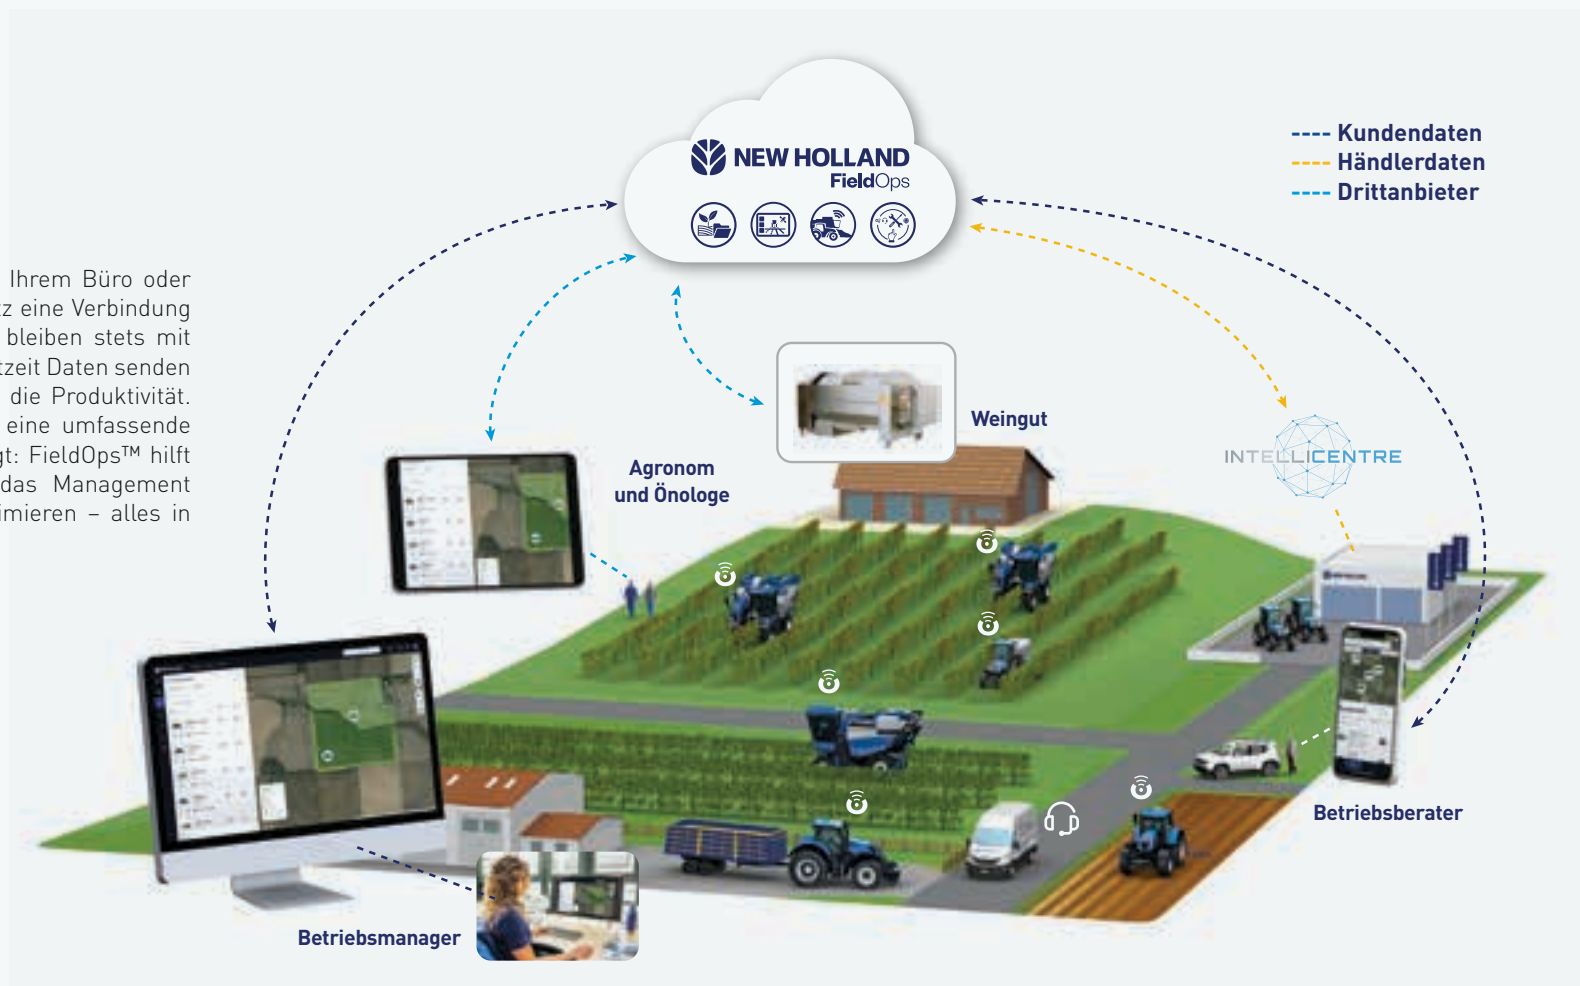 NEW HOLLAND
FieldOps
---- Kundendaten
---- Händlerdaten
---- Drittanbieter
Ihrem Büro oder
tz eine Verbindung
bleiben stets mit
tzeit Daten senden
die Produktivität.
eine umfassende
gt: FieldOps™ hilft
das Management
imieren – alles in
Weingut
Agronom
und Önologe
INTELLICENTRE
Betriebsberater
Betriebsmanager